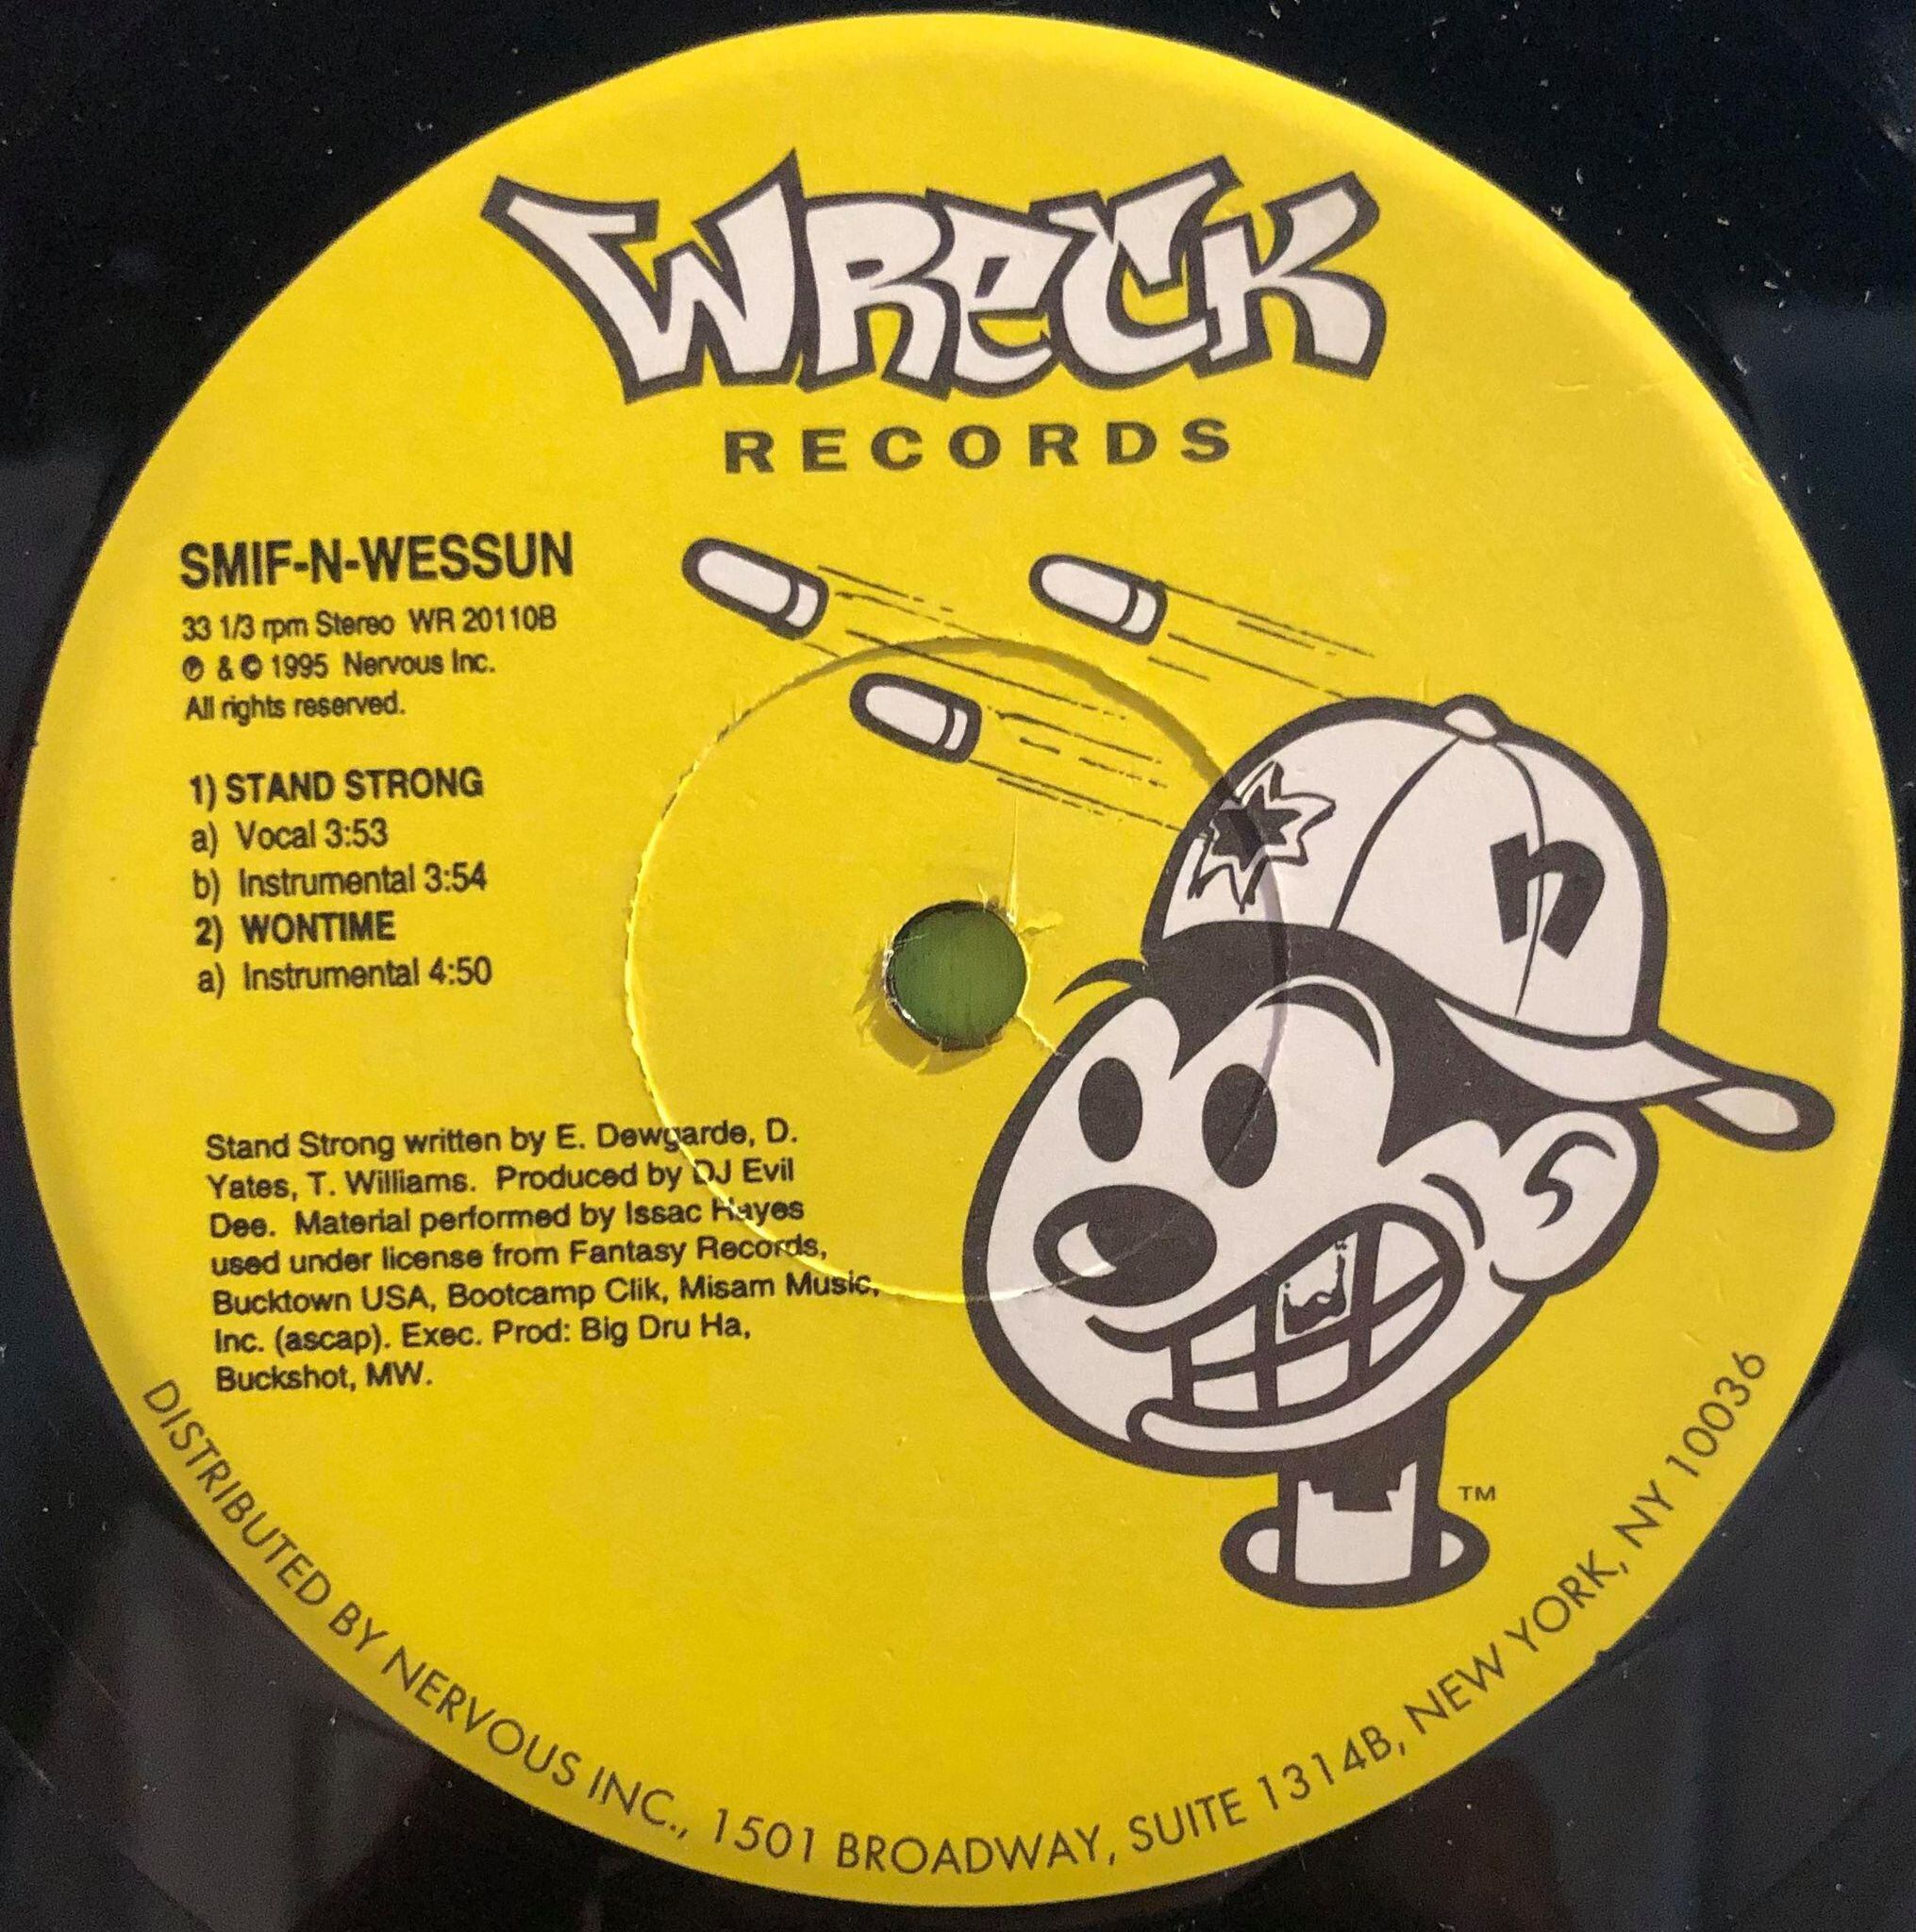 WRECK
RECORDS
SMIF-N-WESSUN
33 1/3 rpm Stereo WR 20110B
℗ & © 1995 Nervous Inc.
All rights reserved.
1) STAND STRONG
a) Vocal 3:53
b) Instrumental 3:54
2) WONTIME
a) Instrumental 4:50
n
Stand Strong written by E. Dewgarde, D.
Yates, T. Williams. Produced by DJ Evil
Dee. Material performed by Issac Hayes
used under license from Fantasy Records,
Bucktown USA, Bootcamp Clik, Misam Music,
Inc. (ascap). Exec. Prod: Big Dru Ha,
Buckshot, MW.
TM
DISTRIBUTED BY NERVOUS INC., 1501 BROADWAY, SUITE 1314B, NEW YORK, NY 10036